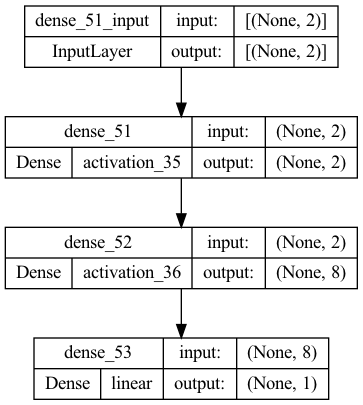 dense_51_input input: [(None, 2)]
InputLayer output: [(None, 2)]
dense_51 input: (None, 2)
Dense activation_35 output: (None, 2)
dense_52 input: (None, 2)
Dense activation_36 output: (None, 8)
dense_53 input: (None, 8)
Dense linear output: (None, 1)